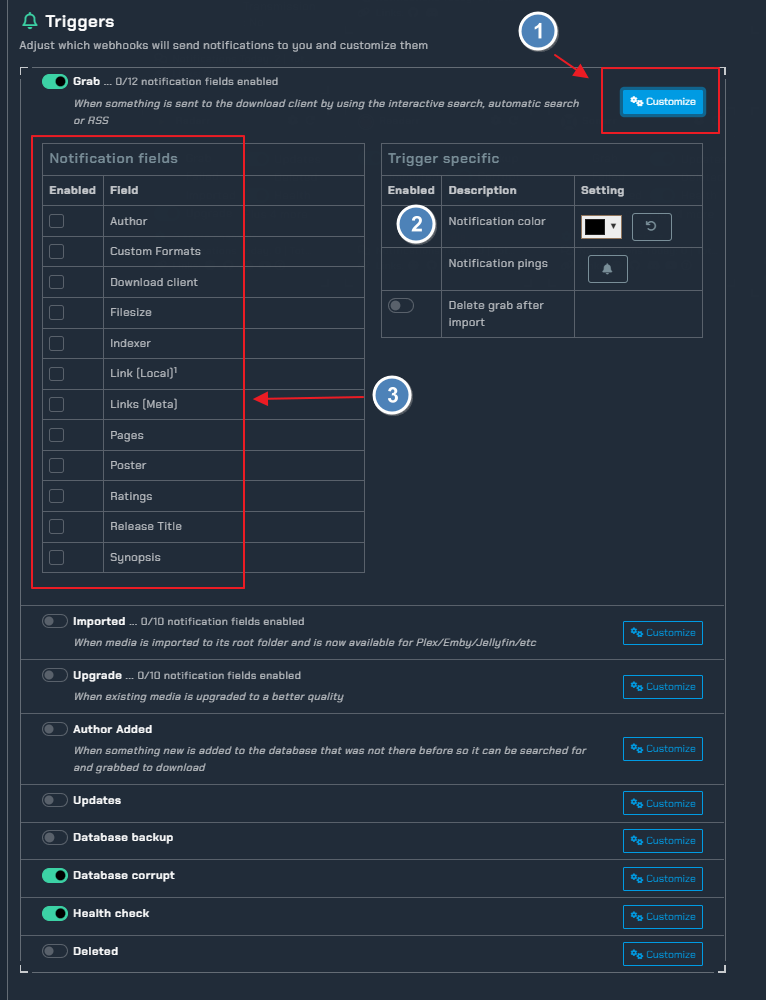 Triggers
Adjust which webhooks will send notifications to you and customize them
1
Grab ... 0/12 notification fields enabled
When something is sent to the download client by using the interactive search, automatic search
or RSS
Customize
Notification fields
Enabled Field
Author
Custom Formats
Download client
Filesize
Indexer
Link (Local)¹
Links (Meta)
Pages
Poster
Ratings
Release Title
Synopsis
Trigger specific
Enabled Description Setting
2 Notification color
Notification pings
Delete grab after
import
3
Imported ... 0/10 notification fields enabled
When media is imported to its root folder and is now available for Plex/Emby/Jellyfin/etc
Customize
Upgrade ... 0/10 notification fields enabled
When existing media is upgraded to a better quality
Customize
Author Added
When something new is added to the database that was not there before so it can be searched for
and grabbed to download
Customize
Updates
Customize
Database backup
Customize
Database corrupt
Customize
Health check
Customize
Deleted
Customize